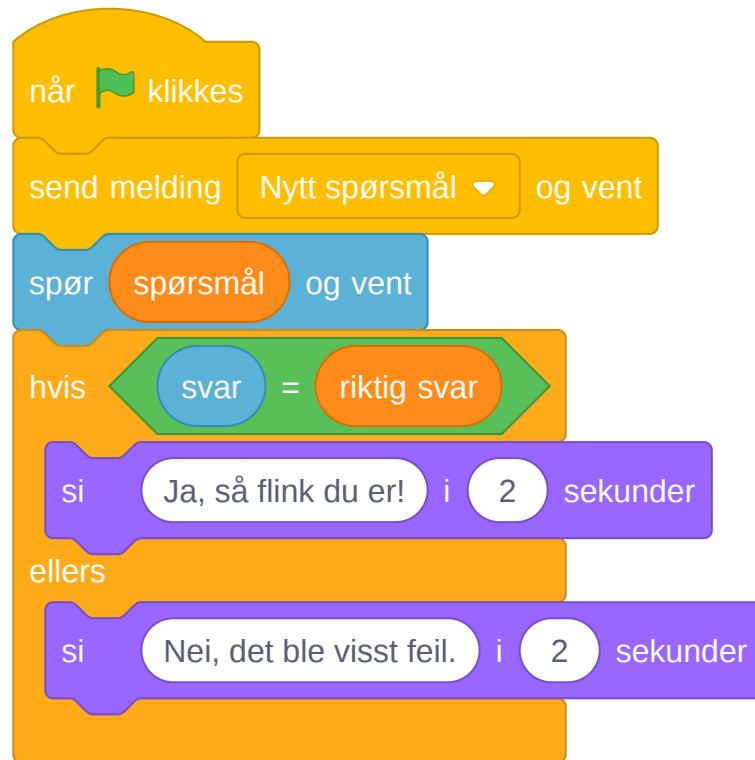 når klikkes
send melding Nytt spørsmål og vent
spør spørsmål og vent
hvis svar = riktig svar
si Ja, så flink du er! i 2 sekunder
ellers
si Nei, det ble visst feil. i 2 sekunder